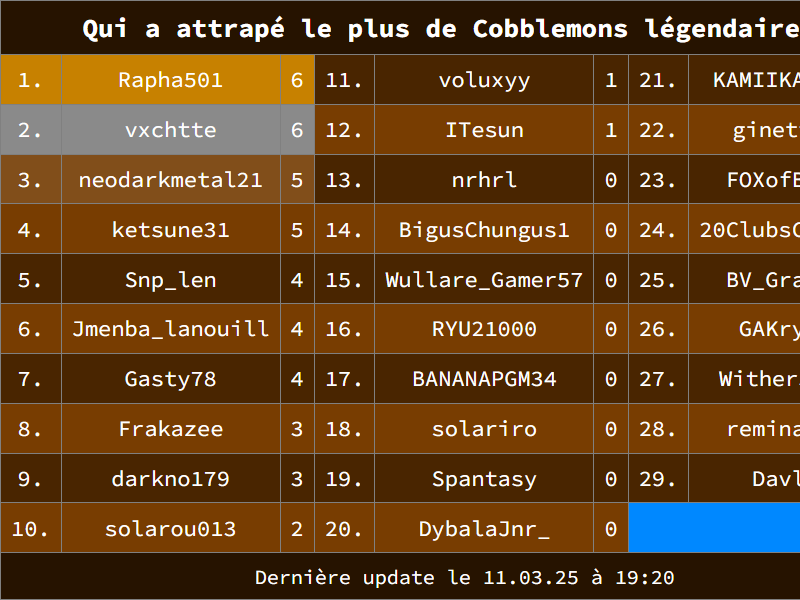 Qui a attrapé le plus de Cobblemons légendaire
1. Rapha501 6 11. voluxyy 1 21. KAMIIKA
2. vxchtte 6 12. ITesun 1 22. ginet
3. neodarkmetal21 5 13. nrhrl 0 23. FOXofE
4. ketsune31 5 14. BigusChungus1 0 24. 20ClubsC
5. Snp_len 4 15. Wullare_Gamer57 0 25. BV_Gra
6. Jmenba_lanouill 4 16. RYU21000 0 26. GAKry
7. Gasty78 4 17. BANANAPGM34 0 27. Wither
8. Frakazee 3 18. solariro 0 28. remina
9. darkno179 3 19. Spantasy 0 29. Davl
10. solarou013 2 20. DybalaJnr_ 0
Dernière update le 11.03.25 à 19:20